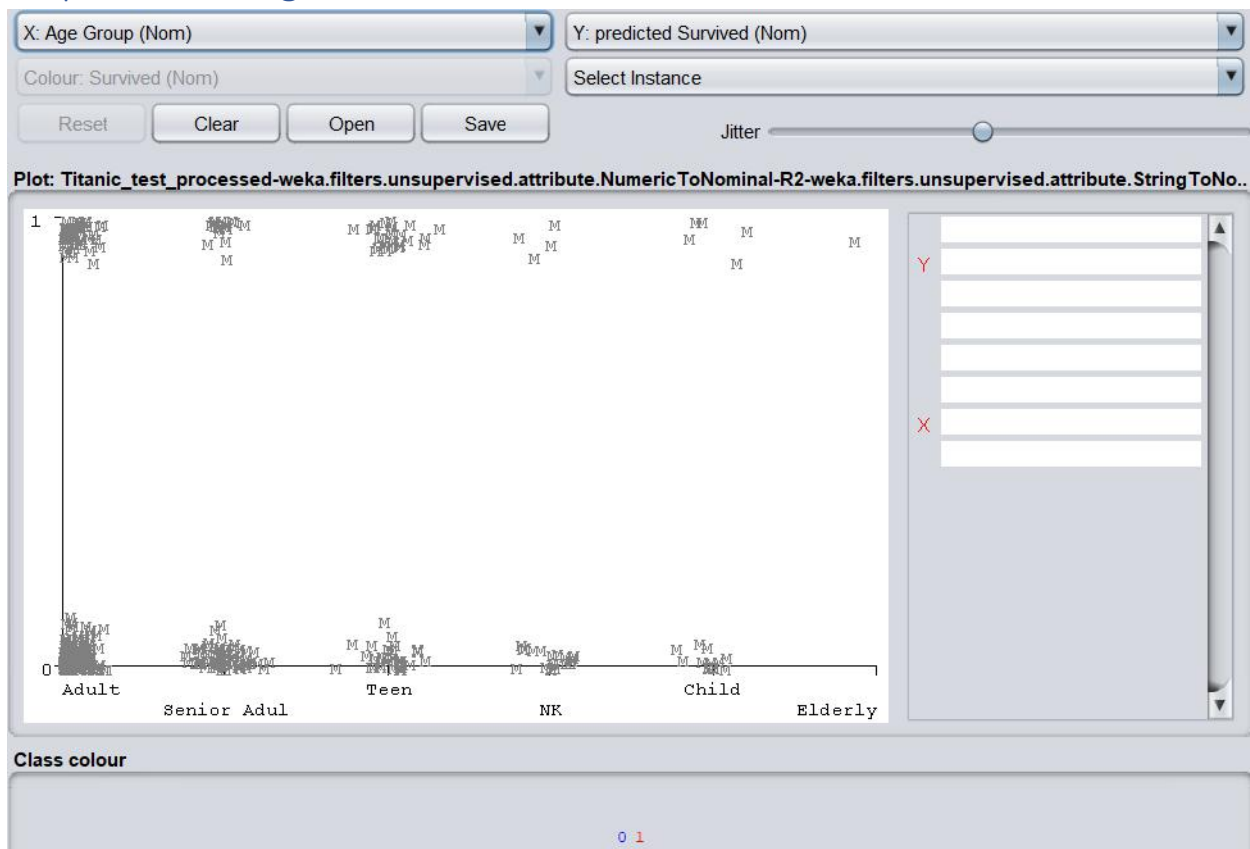 X: Age Group (Nom)
Y: predicted Survived (Nom)
Colour: Survived (Nom)
Select Instance
Reset
Clear
Open
Save
Jitter
Plot: Titanic_test_processed-weka.filters.unsupervised.attribute.NumericToNominal-R2-weka.filters.unsupervised.attribute.StringToNo..
1
0
Adult
Senior Adul
Teen
NK
Child
Elderly
Y
X
Class colour
0 1